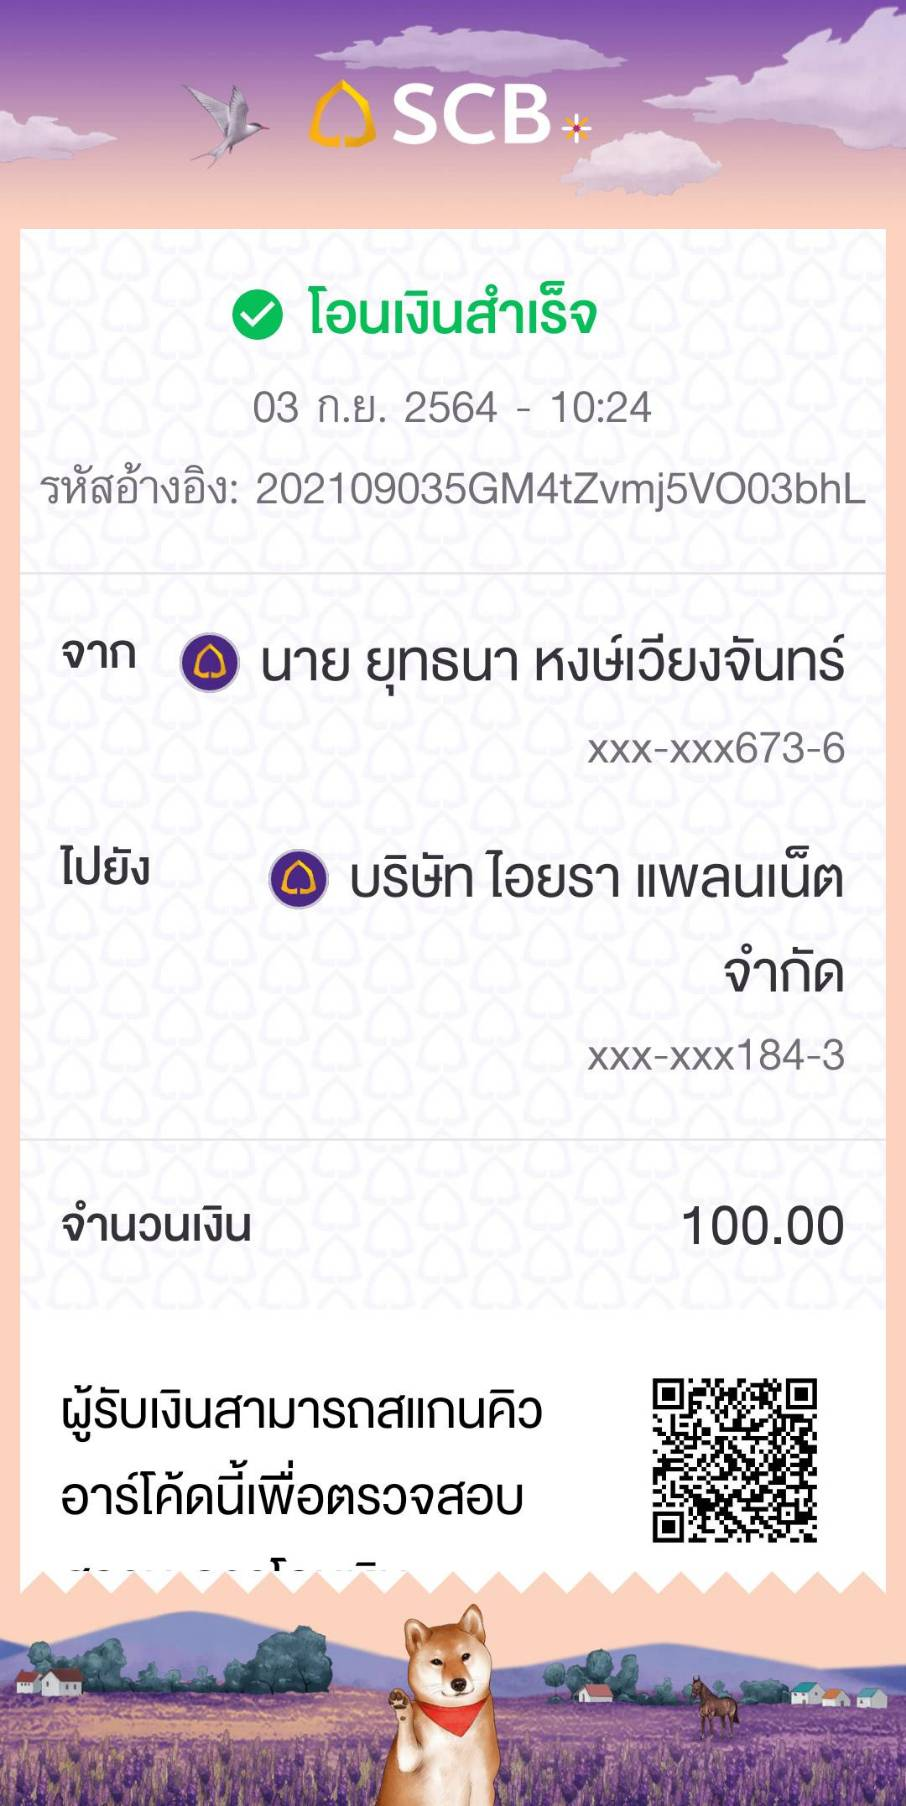 SCB
โอนเงินสำเร็จ
03 ก.ย. 2564 - 10:24
รหัสอ้างอิง: 202109035GM4tZvmj5VO03bhL
จาก นาย ยุทธนา หงษ์เวียงจันทร์
xxx-xxx673-6
ไปยัง บริษัท ไอยรา แพลนเน็ต
จำกัด
xxx-xxx184-3
จำนวนเงิน 100.00
ผู้รับเงินสามารถสแกนคิว
อาร์โค้ดนี้เพื่อตรวจสอบ